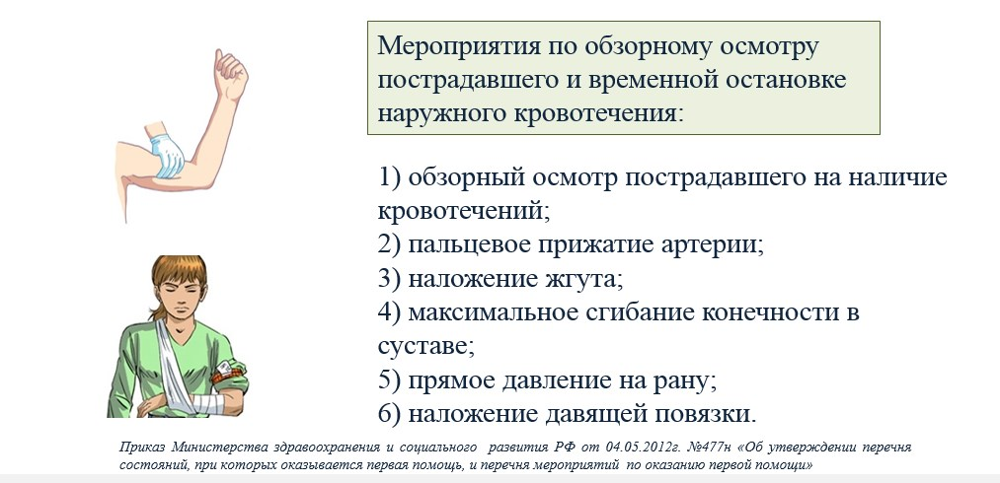 Мероприятия по обзорному осмотру
пострадавшего и временной остановке
наружного кровотечения:
1) обзорный осмотр пострадавшего на наличие
кровотечений;
2) пальцевое прижатие артерии;
3) наложение жгута;
4) максимальное сгибание конечности в
суставе;
5) прямое давление на рану;
6) наложение давящей повязки.
Приказ Министерства здравоохранения и социального развития РФ от 04.05.2012г. №477н «Об утверждении перечня
состояний, при которых оказывается первая помощь, и перечня мероприятий по оказанию первой помощи»